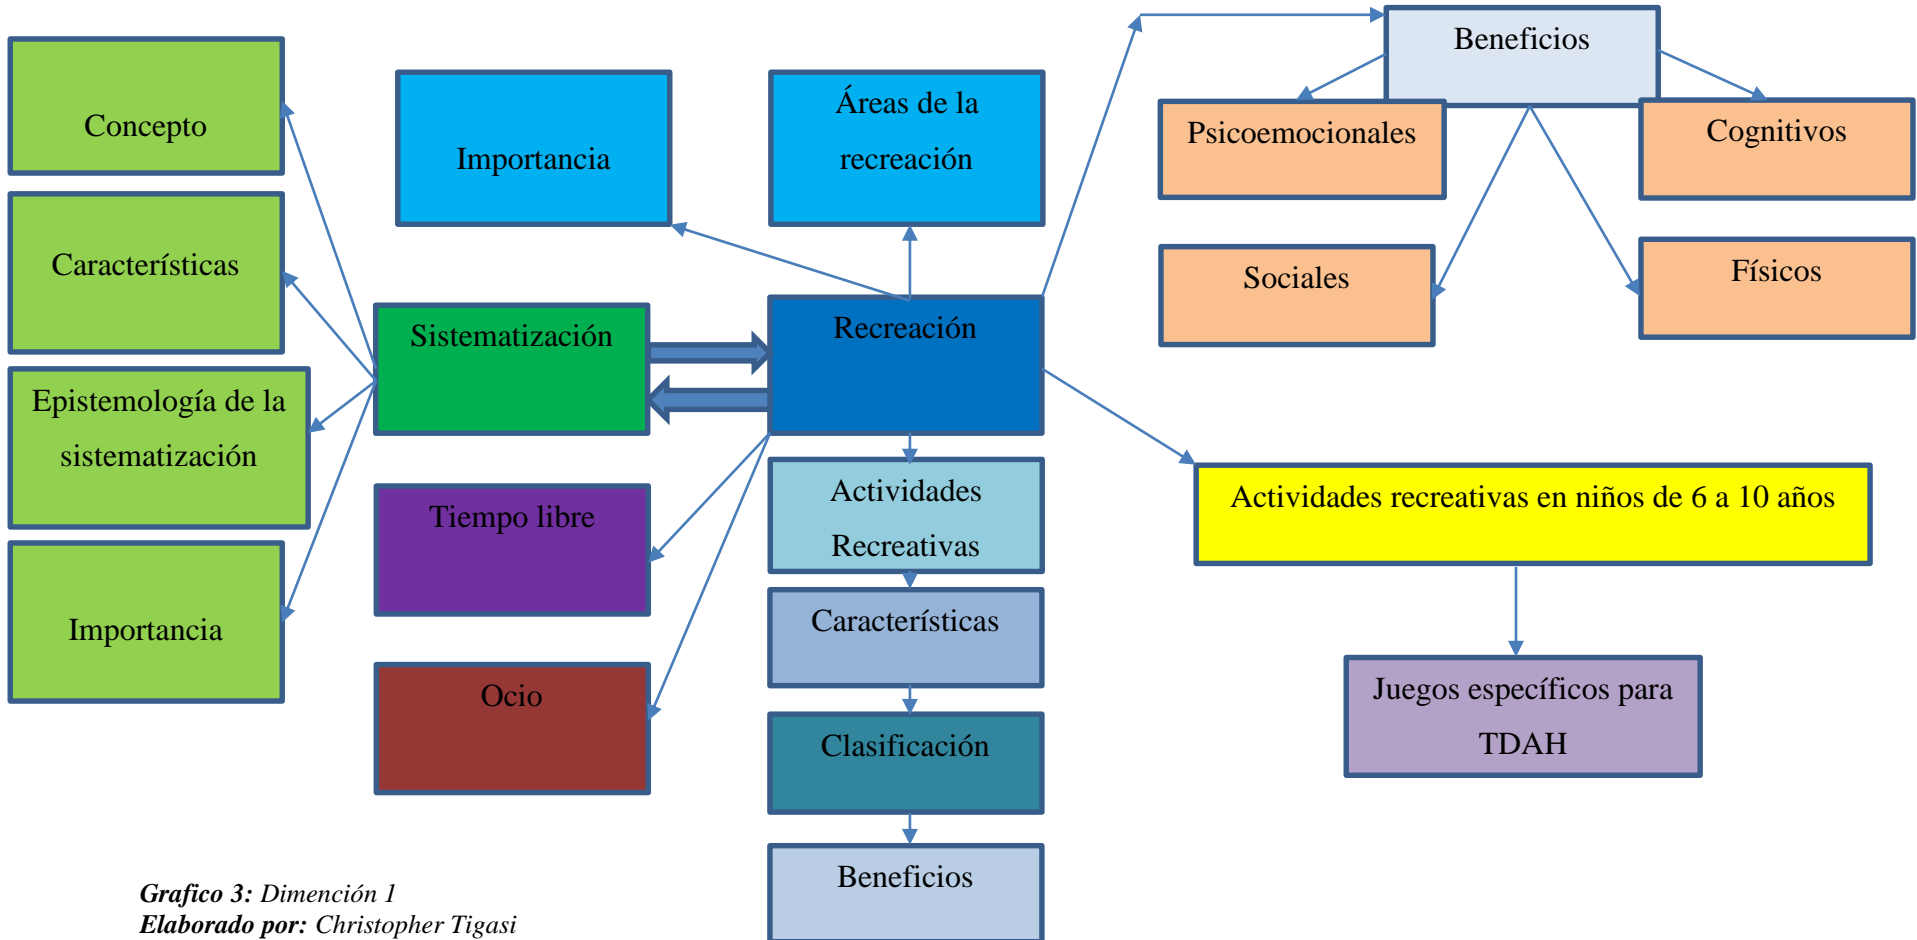 Concepto
Características
Epistemología de la
sistematización
Importancia
Sistematización
Importancia
Áreas de la
recreación
Recreación
Tiempo libre
Ocio
Actividades
Recreativas
Características
Clasificación
Beneficios
Beneficios
Psicoemocionales
Cognitivos
Sociales
Físicos
Actividades recreativas en niños de 6 a 10 años
Juegos específicos para
TDAH
Grafico 3: Dimención 1
Elaborado por: Christopher Tigasi